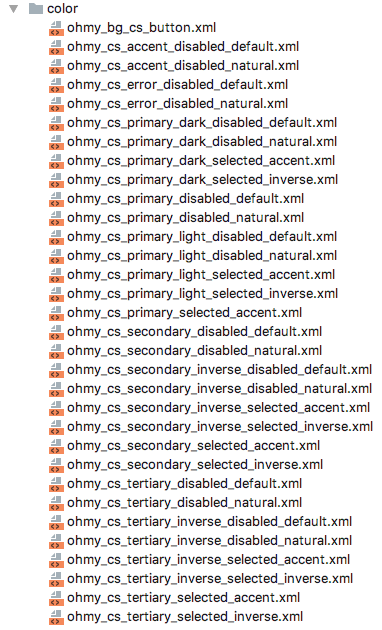 color
ohmy_bg_cs_button.xml
ohmy_cs_accent_disabled_default.xml
ohmy_cs_accent_disabled_natural.xml
ohmy_cs_error_disabled_default.xml
ohmy_cs_error_disabled_natural.xml
ohmy_cs_primary_dark_disabled_default.xml
ohmy_cs_primary_dark_disabled_natural.xml
ohmy_cs_primary_dark_selected_accent.xml
ohmy_cs_primary_dark_selected_inverse.xml
ohmy_cs_primary_disabled_default.xml
ohmy_cs_primary_disabled_natural.xml
ohmy_cs_primary_light_disabled_default.xml
ohmy_cs_primary_light_disabled_natural.xml
ohmy_cs_primary_light_selected_accent.xml
ohmy_cs_primary_light_selected_inverse.xml
ohmy_cs_primary_selected_accent.xml
ohmy_cs_secondary_disabled_default.xml
ohmy_cs_secondary_disabled_natural.xml
ohmy_cs_secondary_inverse_disabled_default.xml
ohmy_cs_secondary_inverse_disabled_natural.xml
ohmy_cs_secondary_inverse_selected_accent.xml
ohmy_cs_secondary_inverse_selected_inverse.xml
ohmy_cs_secondary_selected_accent.xml
ohmy_cs_secondary_selected_inverse.xml
ohmy_cs_tertiary_disabled_default.xml
ohmy_cs_tertiary_disabled_natural.xml
ohmy_cs_tertiary_inverse_disabled_default.xml
ohmy_cs_tertiary_inverse_disabled_natural.xml
ohmy_cs_tertiary_inverse_selected_accent.xml
ohmy_cs_tertiary_inverse_selected_inverse.xml
ohmy_cs_tertiary_selected_accent.xml
ohmy_cs_tertiary_selected_inverse.xml